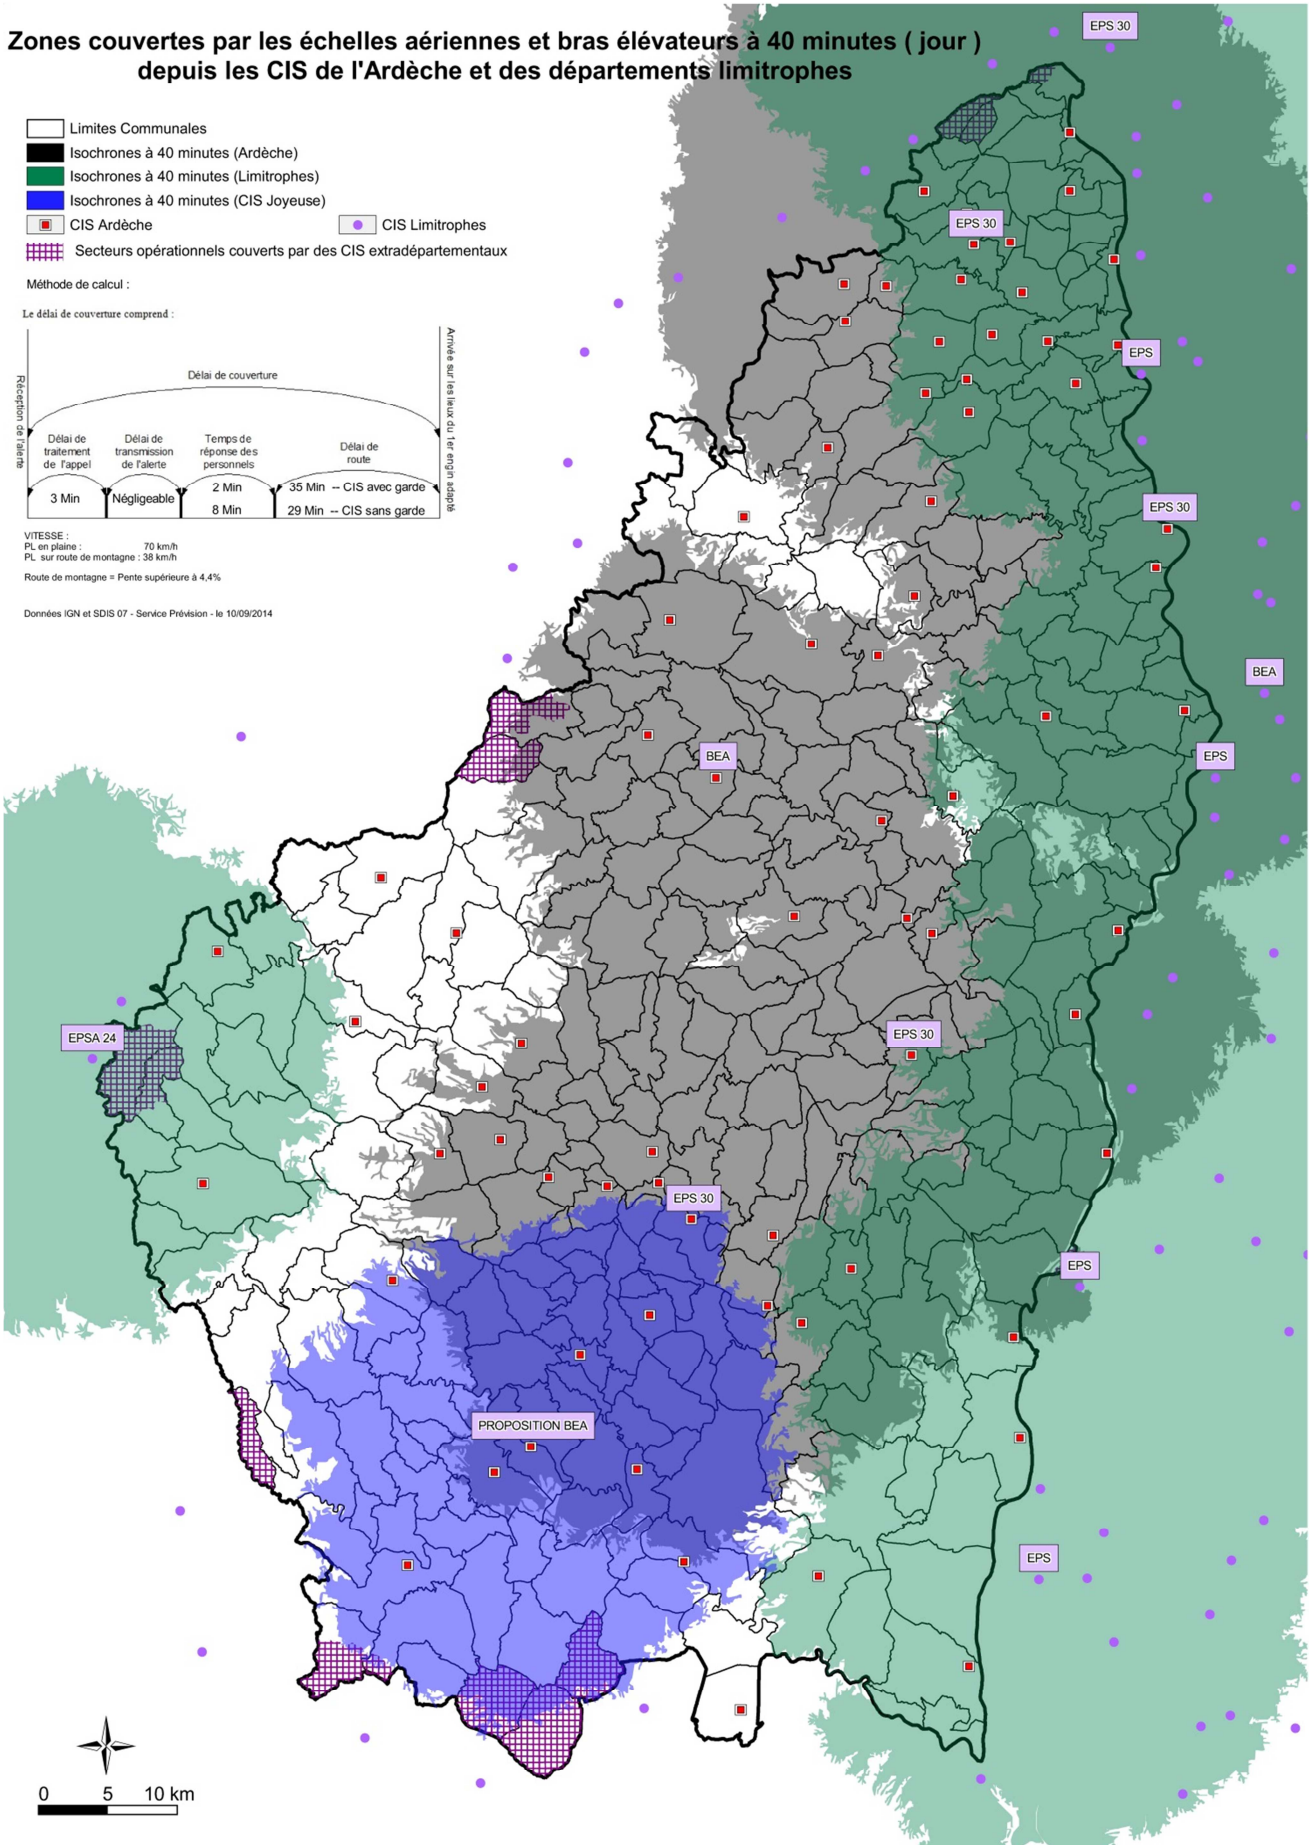 Zones couvertes par les échelles aériennes et bras élévateurs à 40 minutes ( jour )
depuis les CIS de l'Ardèche et des départements limitrophes
Limites Communales
Isochrones à 40 minutes (Ardèche)
Isochrones à 40 minutes (Limitrophes)
Isochrones à 40 minutes (CIS Joyeuse)
CIS Ardèche
CIS Limitrophes
Secteurs opérationnels couverts par des CIS extradépartementaux
Méthode de calcul :
Le délai de couverture comprend :
Réception de l'alerte
Délai de couverture
Arrivée sur les lieux du 1er engin adapté
Délai de
traitement
de l'appel
Délai de
transmission
de l'alerte
Temps de
réponse des
personnels
Délai de
route
3 Min
Négligeable
2 Min
8 Min
35 Min -- CIS avec garde
29 Min -- CIS sans garde
VITESSE :
PL en plaine : 70 km/h
PL sur route de montagne : 38 km/h
Route de montagne = Pente supérieure à 4,4%
Données IGN et SDIS 07 - Service Prévision - le 10/09/2014
EPS 30
EPS 30
EPS
EPS 30
BEA
EPS
BEA
EPSA 24
EPS 30
EPS 30
EPS
PROPOSITION BEA
EPS
0 5 10 km